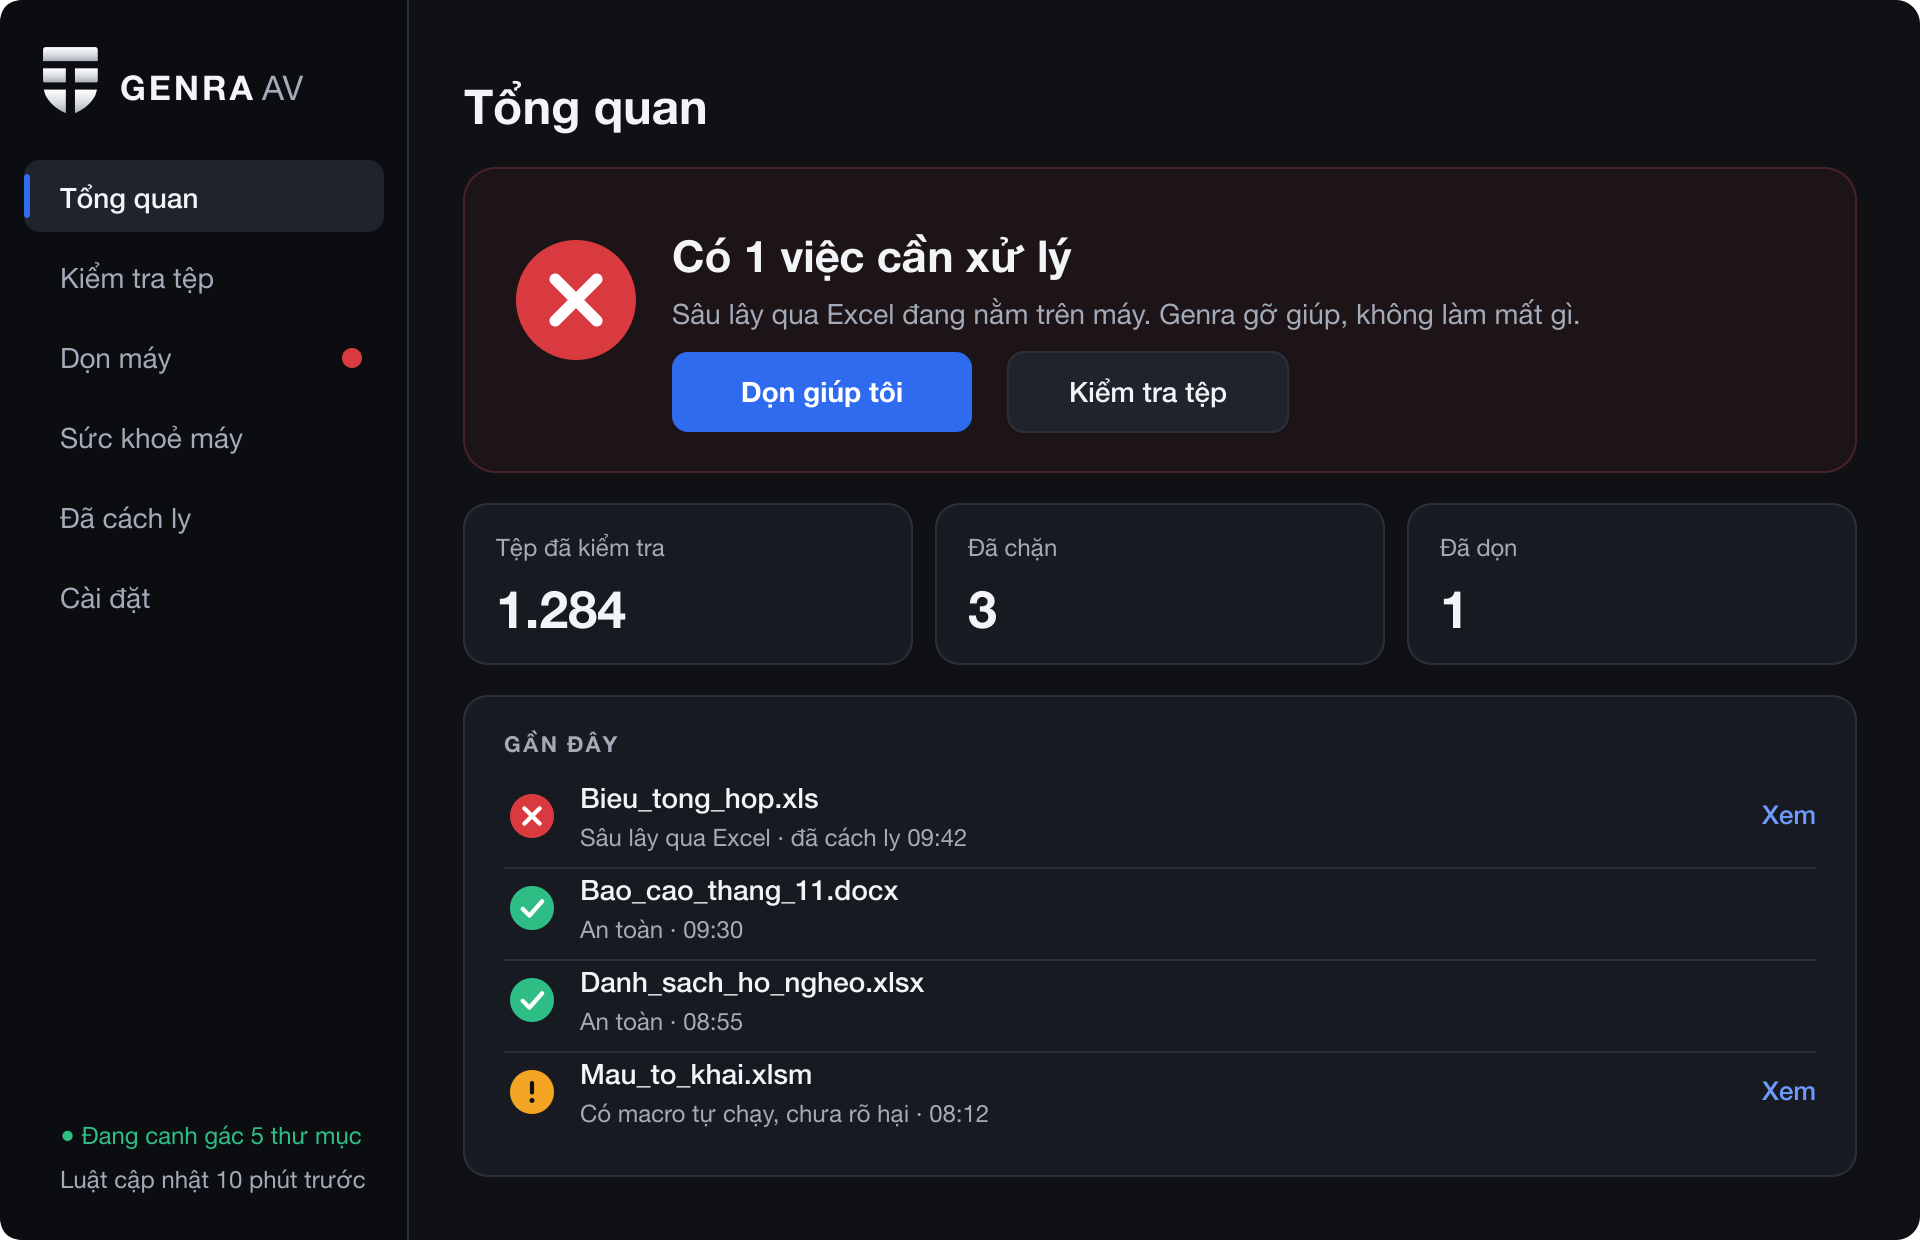 GENRA AV
Tổng quan
Kiểm tra tệp
Dọn máy
Sức khoẻ máy
Đã cách ly
Cài đặt
Đang canh gác 5 thư mục
Luật cập nhật 10 phút trước
Tổng quan
Có 1 việc cần xử lý
Sâu lây qua Excel đang nằm trên máy. Genra gỡ giúp, không làm mất gì.
Dọn giúp tôi
Kiểm tra tệp
Tệp đã kiểm tra
1.284
Đã chặn
3
Đã dọn
1
GẦN ĐÂY
Bieu_tong_hop.xls
Sâu lây qua Excel · đã cách ly 09:42
Xem
Bao_cao_thang_11.docx
An toàn · 09:30
Danh_sach_ho_ngheo.xlsx
An toàn · 08:55
Mau_to_khai.xlsm
Có macro tự chạy, chưa rõ hại · 08:12
Xem